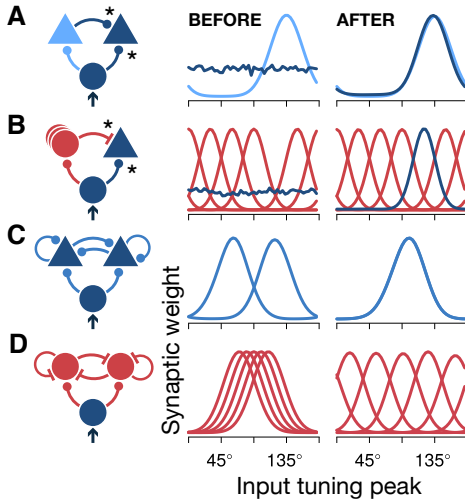 A
BEFORE
AFTER
*
*
B
*
*
C
D
Synaptic weight
45°
135°
45°
135°
Input tuning peak